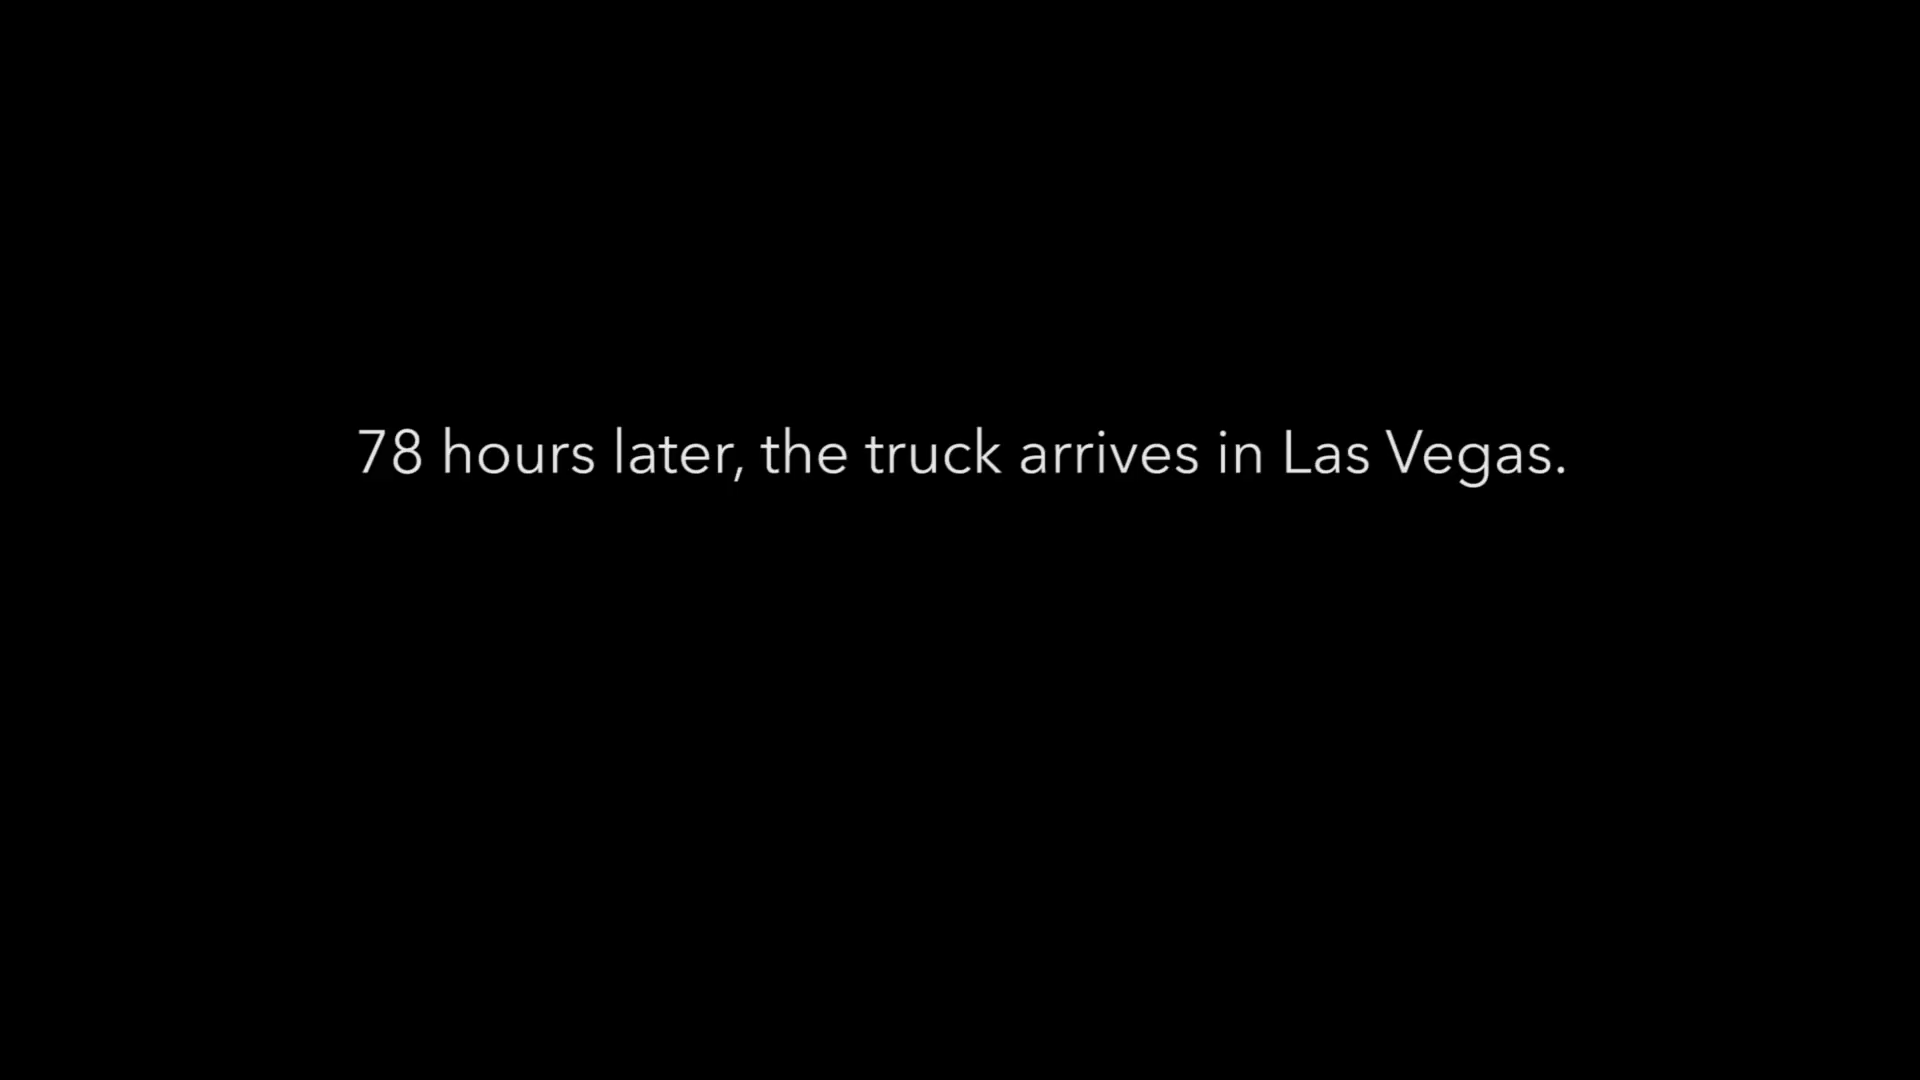 78 hours later, the truck arrives in Las Vegas.